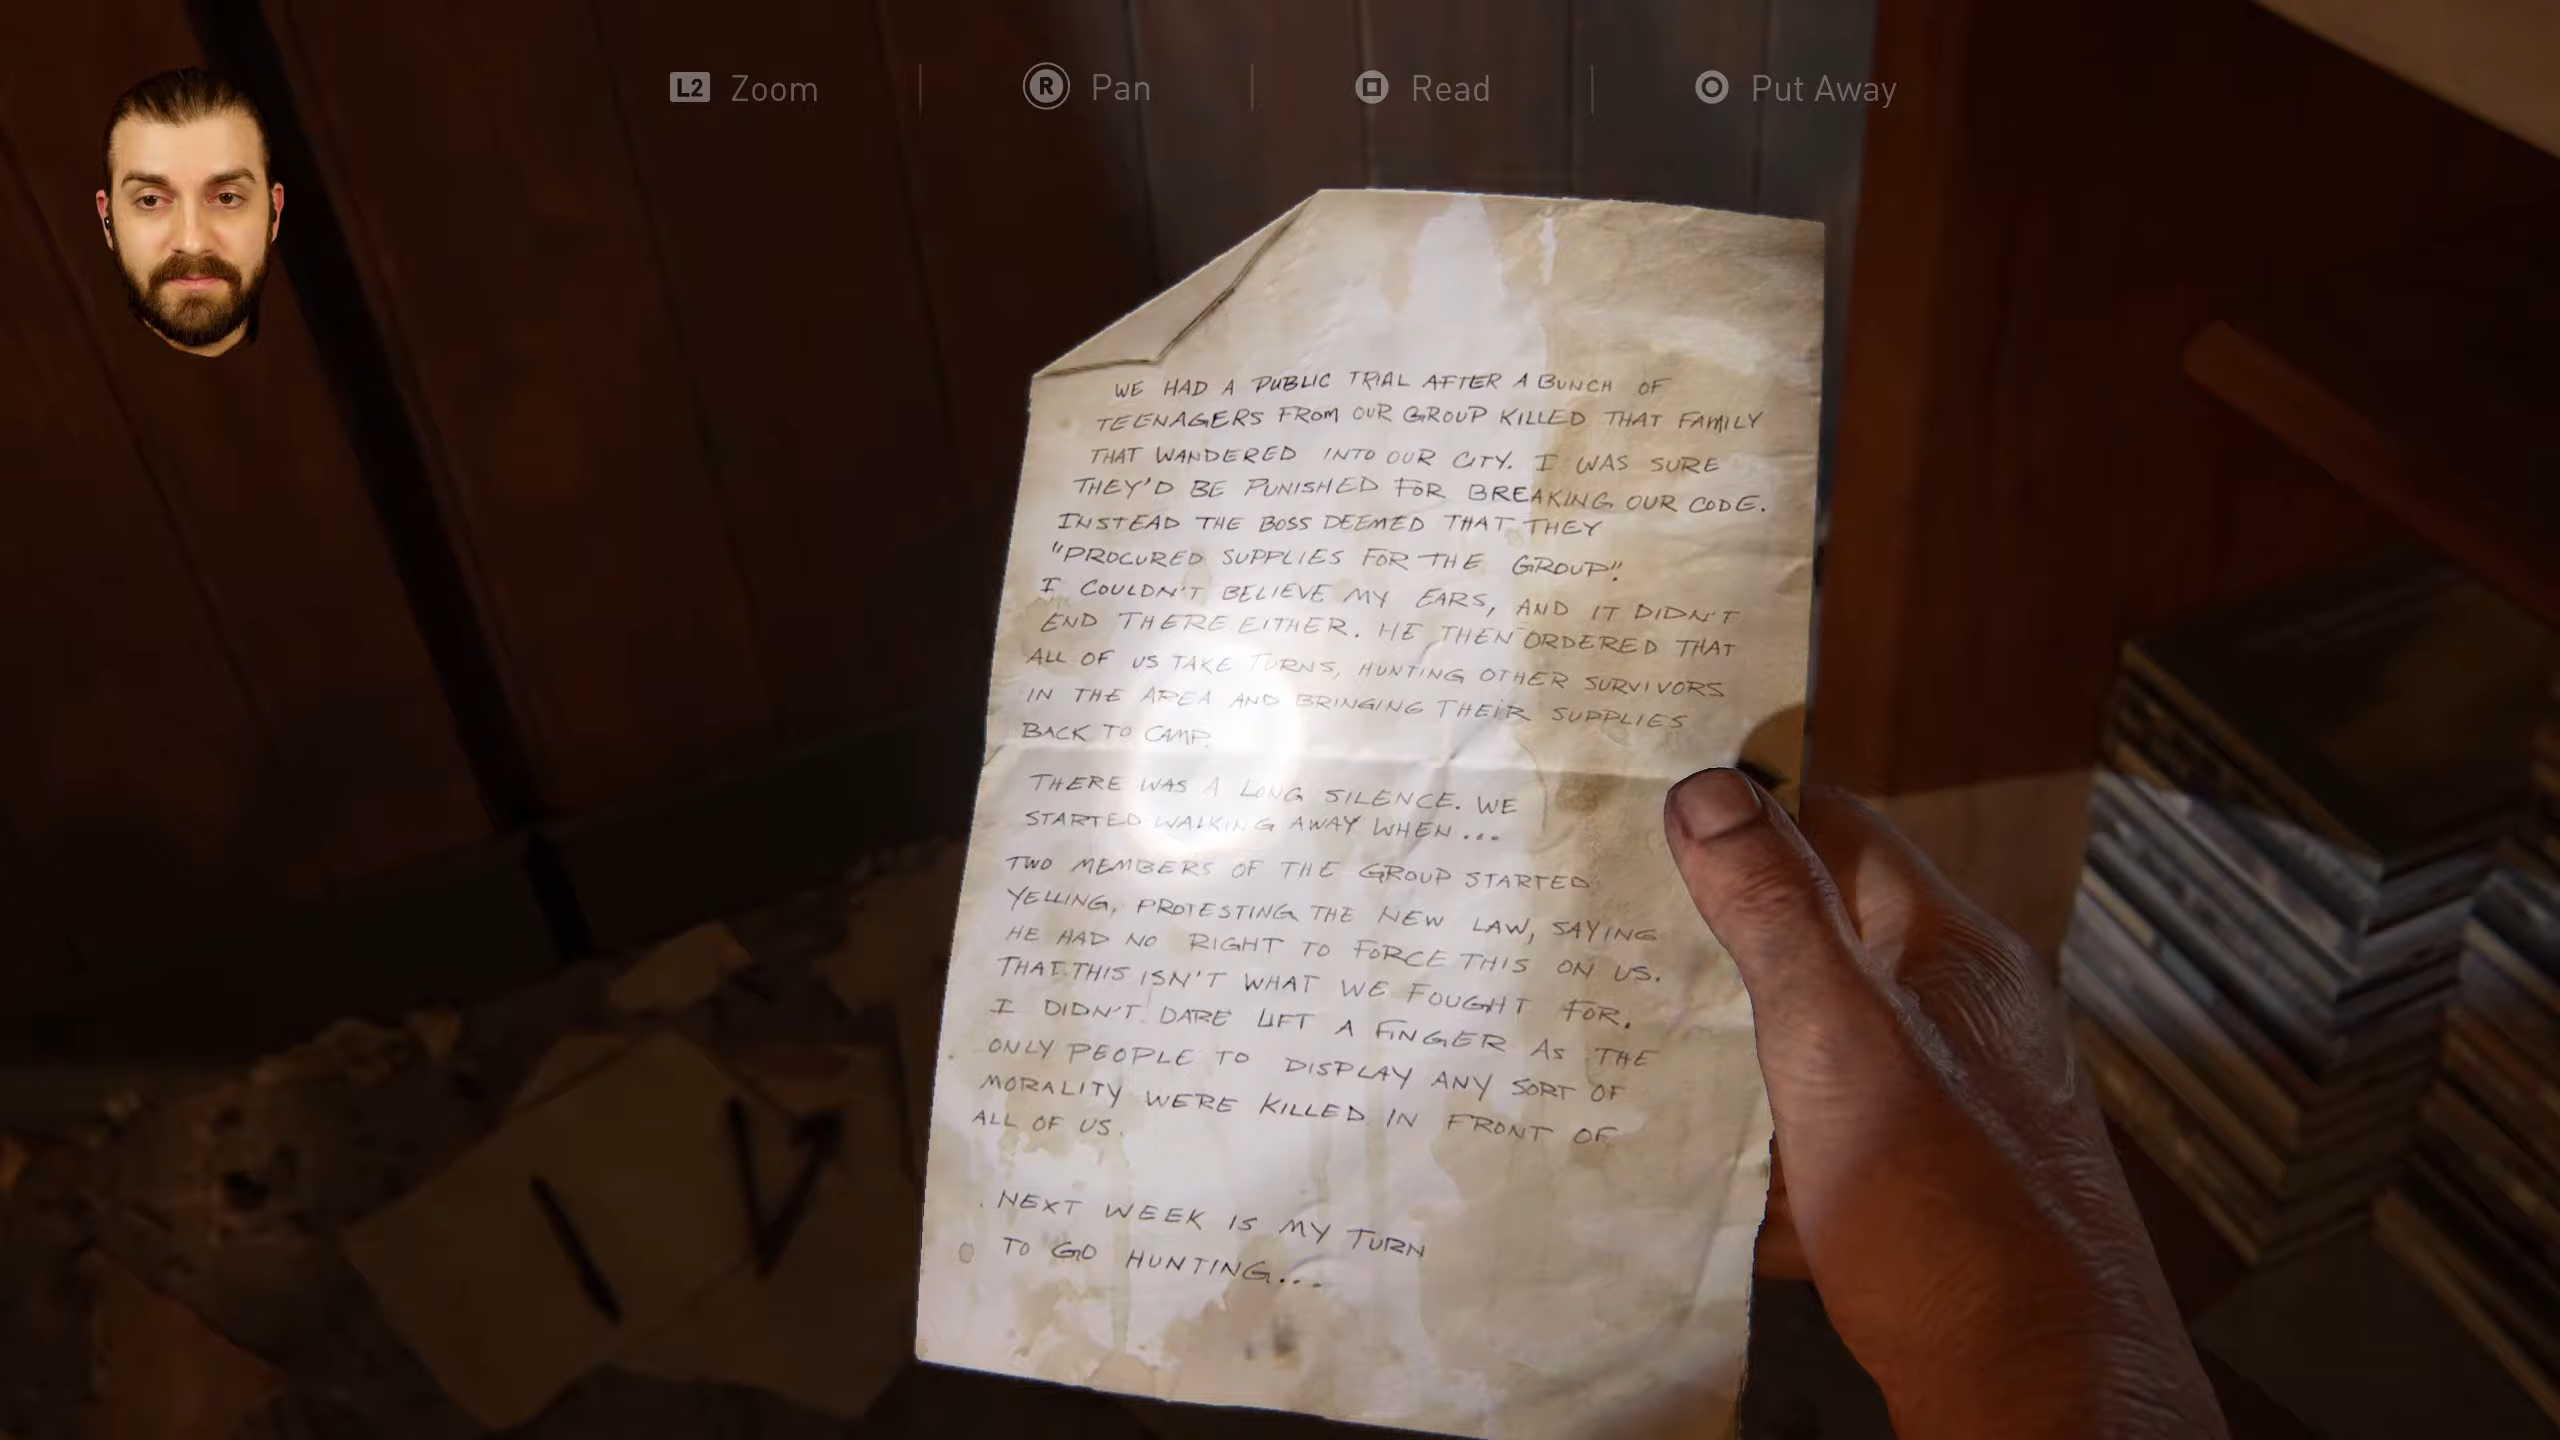 L2 Zoom R Pan Read Put Away
WE HAD A PUBLIC TRIAL AFTER A BUNCH OF
TEENAGERS FROM OUR GROUP KILLED THAT FAMILY
THAT WANDERED INTO OUR CITY. I WAS SURE
THEY'D BE PUNISHED FOR BREAKING OUR CODE.
INSTEAD THE BOSS DEEMED THAT THEY
"PROCURED SUPPLIES FOR THE GROUP".
I COULDN'T BELIEVE MY EARS, AND IT DIDN'T
END THERE EITHER. HE THEN ORDERED THAT
ALL OF US TAKE TURNS, HUNTING OTHER SURVIVORS
IN THE AREA AND BRINGING THEIR SUPPLIES
BACK TO CAMP.
THERE WAS A LONG SILENCE. WE
STARTED WALKING AWAY WHEN...
TWO MEMBERS OF THE GROUP STARTED
YELLING, PROTESTING THE NEW LAW, SAYING
HE HAD NO RIGHT TO FORCE THIS ON US.
THAT THIS ISN'T WHAT WE FOUGHT FOR.
I DIDN'T DARE LIFT A FINGER AS THE
ONLY PEOPLE TO DISPLAY ANY SORT OF
MORALITY WERE KILLED IN FRONT OF
ALL OF US.
NEXT WEEK IS MY TURN
TO GO HUNTING...